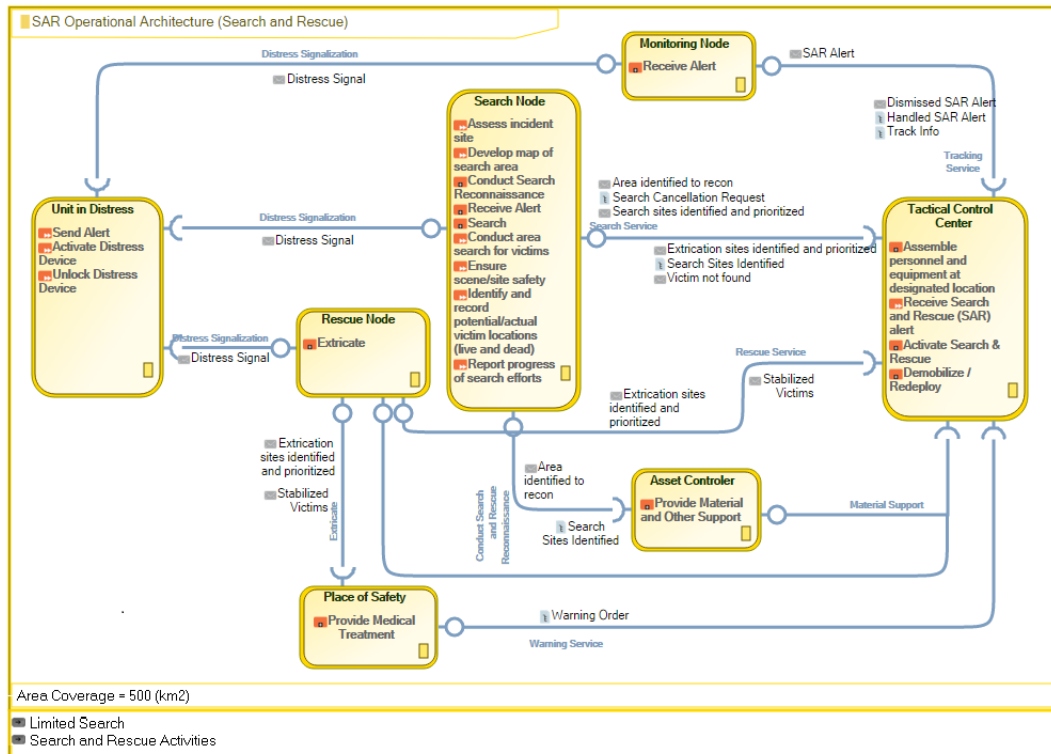 SAR Operational Architecture (Search and Rescue)
Distress Signalization
Distress Signal
Monitoring Node
Receive Alert
SAR Alert
Dismissed SAR Alert
Handled SAR Alert
Track Info
Tracking
Service
Search Node
Assess incident
site
Develop map of
search area
Conduct Search
Reconnaissance
Receive Alert
Search
Conduct area
search for victims
Ensure
scene/site safety
Identify and
record
potential/actual
victim locations
(live and dead)
Report progress
of search efforts
Unit in Distress
Send Alert
Activate Distress
Device
Unlock Distress
Device
Distress Signalization
Distress Signal
Area identified to recon
Search Cancellation
Request
Search sites identified and prioritized
Search Service
Extrication sites identified and prioritized
Search Sites Identified
Victim not found
Tactical Control
Center
Assemble
personnel and
equipment at
designated location
Receive Search
and Rescue (SAR)
alert
Activate Search &
Rescue
Demobilize /
Redeploy
Rescue Node
Extricate
Distress Signalization
Distress Signal
Rescue Service
Stabilized
Victims
Extrication sites
identified and
prioritized
Extrication
sites identified
and prioritized
Stabilized
Victims
Extricate
Area
identified to
recon
Conduct Search
and Rescue
Reconnaissance
Search
Sites Identified
Asset Controler
Provide Material
and Other Support
Material Support
Place of Safety
Provide Medical
Treatment
Warning Order
Warning Service
Area Coverage = 500 (km2)
Limited Search
Search and Rescue Activities